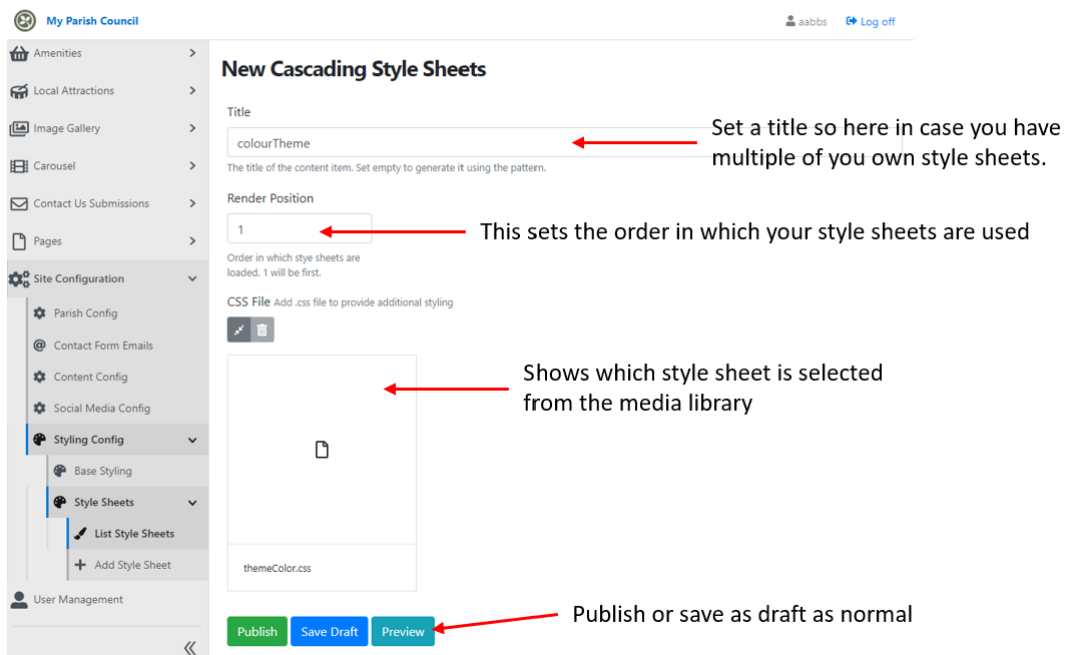 My Parish Council
aabbs
Log off
Amenities
Local Attractions
Image Gallery
Carousel
Contact Us Submissions
Pages
Site Configuration
Parish Config
Contact Form Emails
Content Config
Social Media Config
Styling Config
Base Styling
Style Sheets
List Style Sheets
Add Style Sheet
User Management
New Cascading Style Sheets
Title
colourTheme
The title of the content item. Set empty to generate it using the pattern.
Set a title so here in case you have
multiple of you own style sheets.
Render Position
1
This sets the order in which your style sheets are used
Order in which stye sheets are
loaded. 1 will be first.
CSS File Add .css file to provide additional styling
Shows which style sheet is selected
from the media library
themeColor.css
Publish or save as draft as normal
Publish
Save Draft
Preview